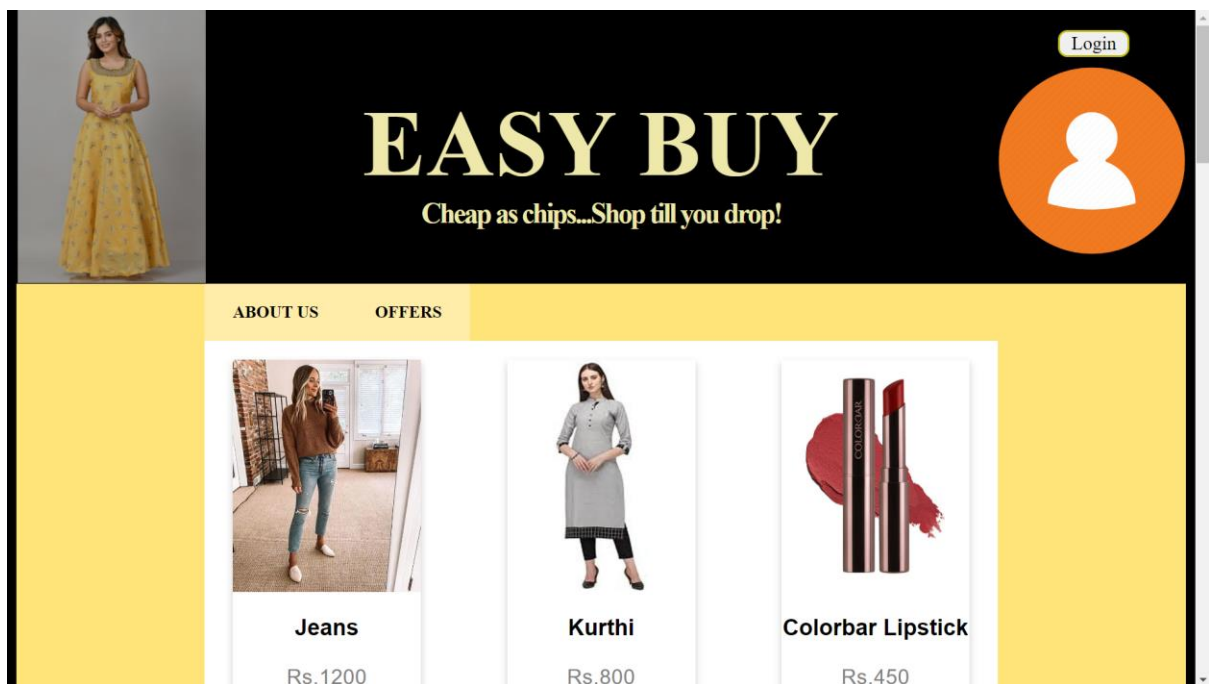 Login
EASY BUY
Cheap as chips...Shop till you drop!
ABOUT US OFFERS
COLORBAR
Jeans Kurthi Colorbar Lipstick
Rs.1200 Rs.800 Rs.450